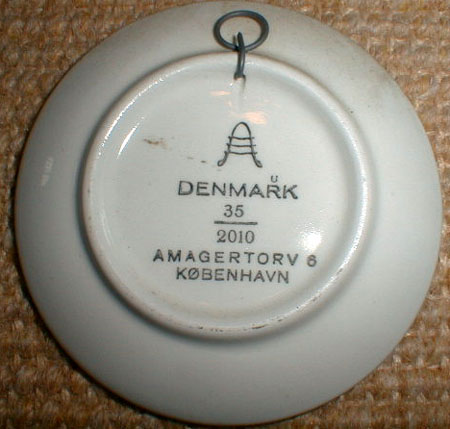 DENMARK
U
35
2010
AMAGERTORV 6
KØBENHAVN